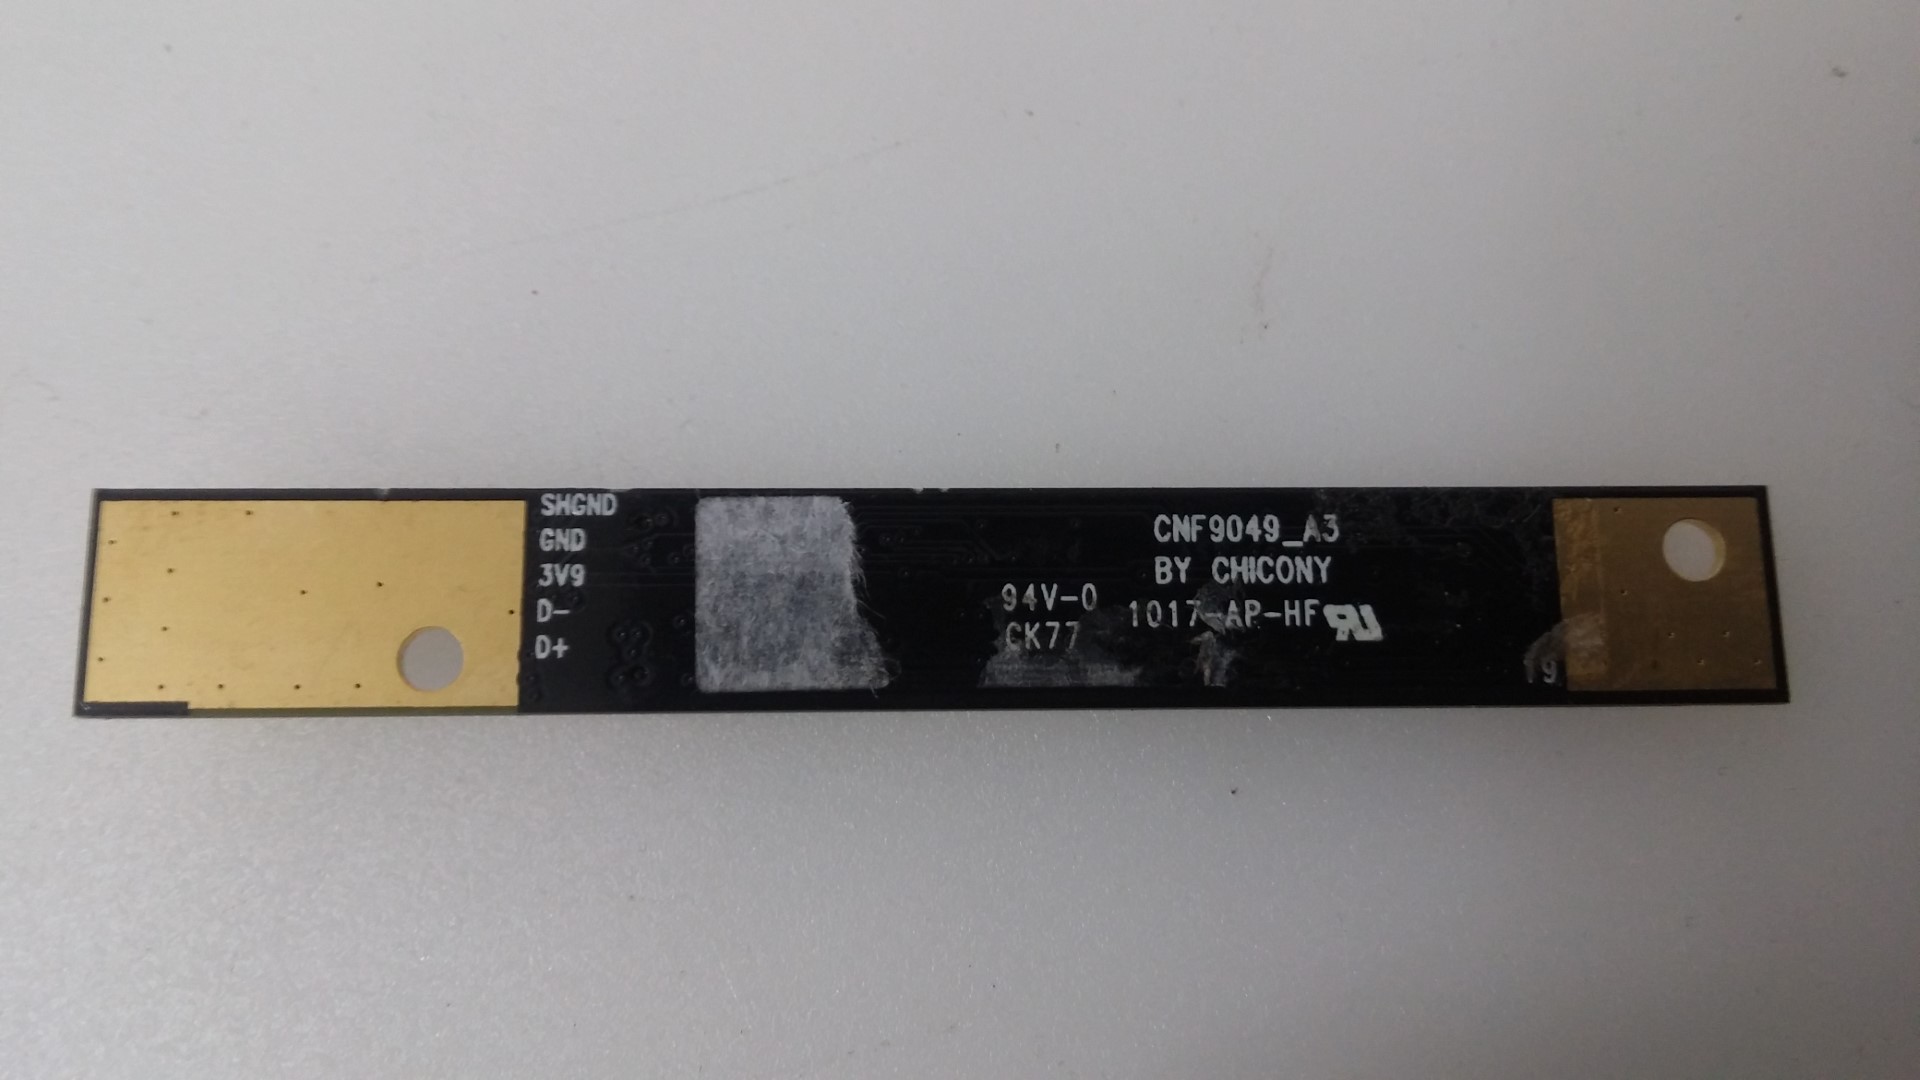 SHGND
GND
3V9
D-
D+
CNF9049_A3
BY CHICONY
94V-0
1017-AP-HF
CK77